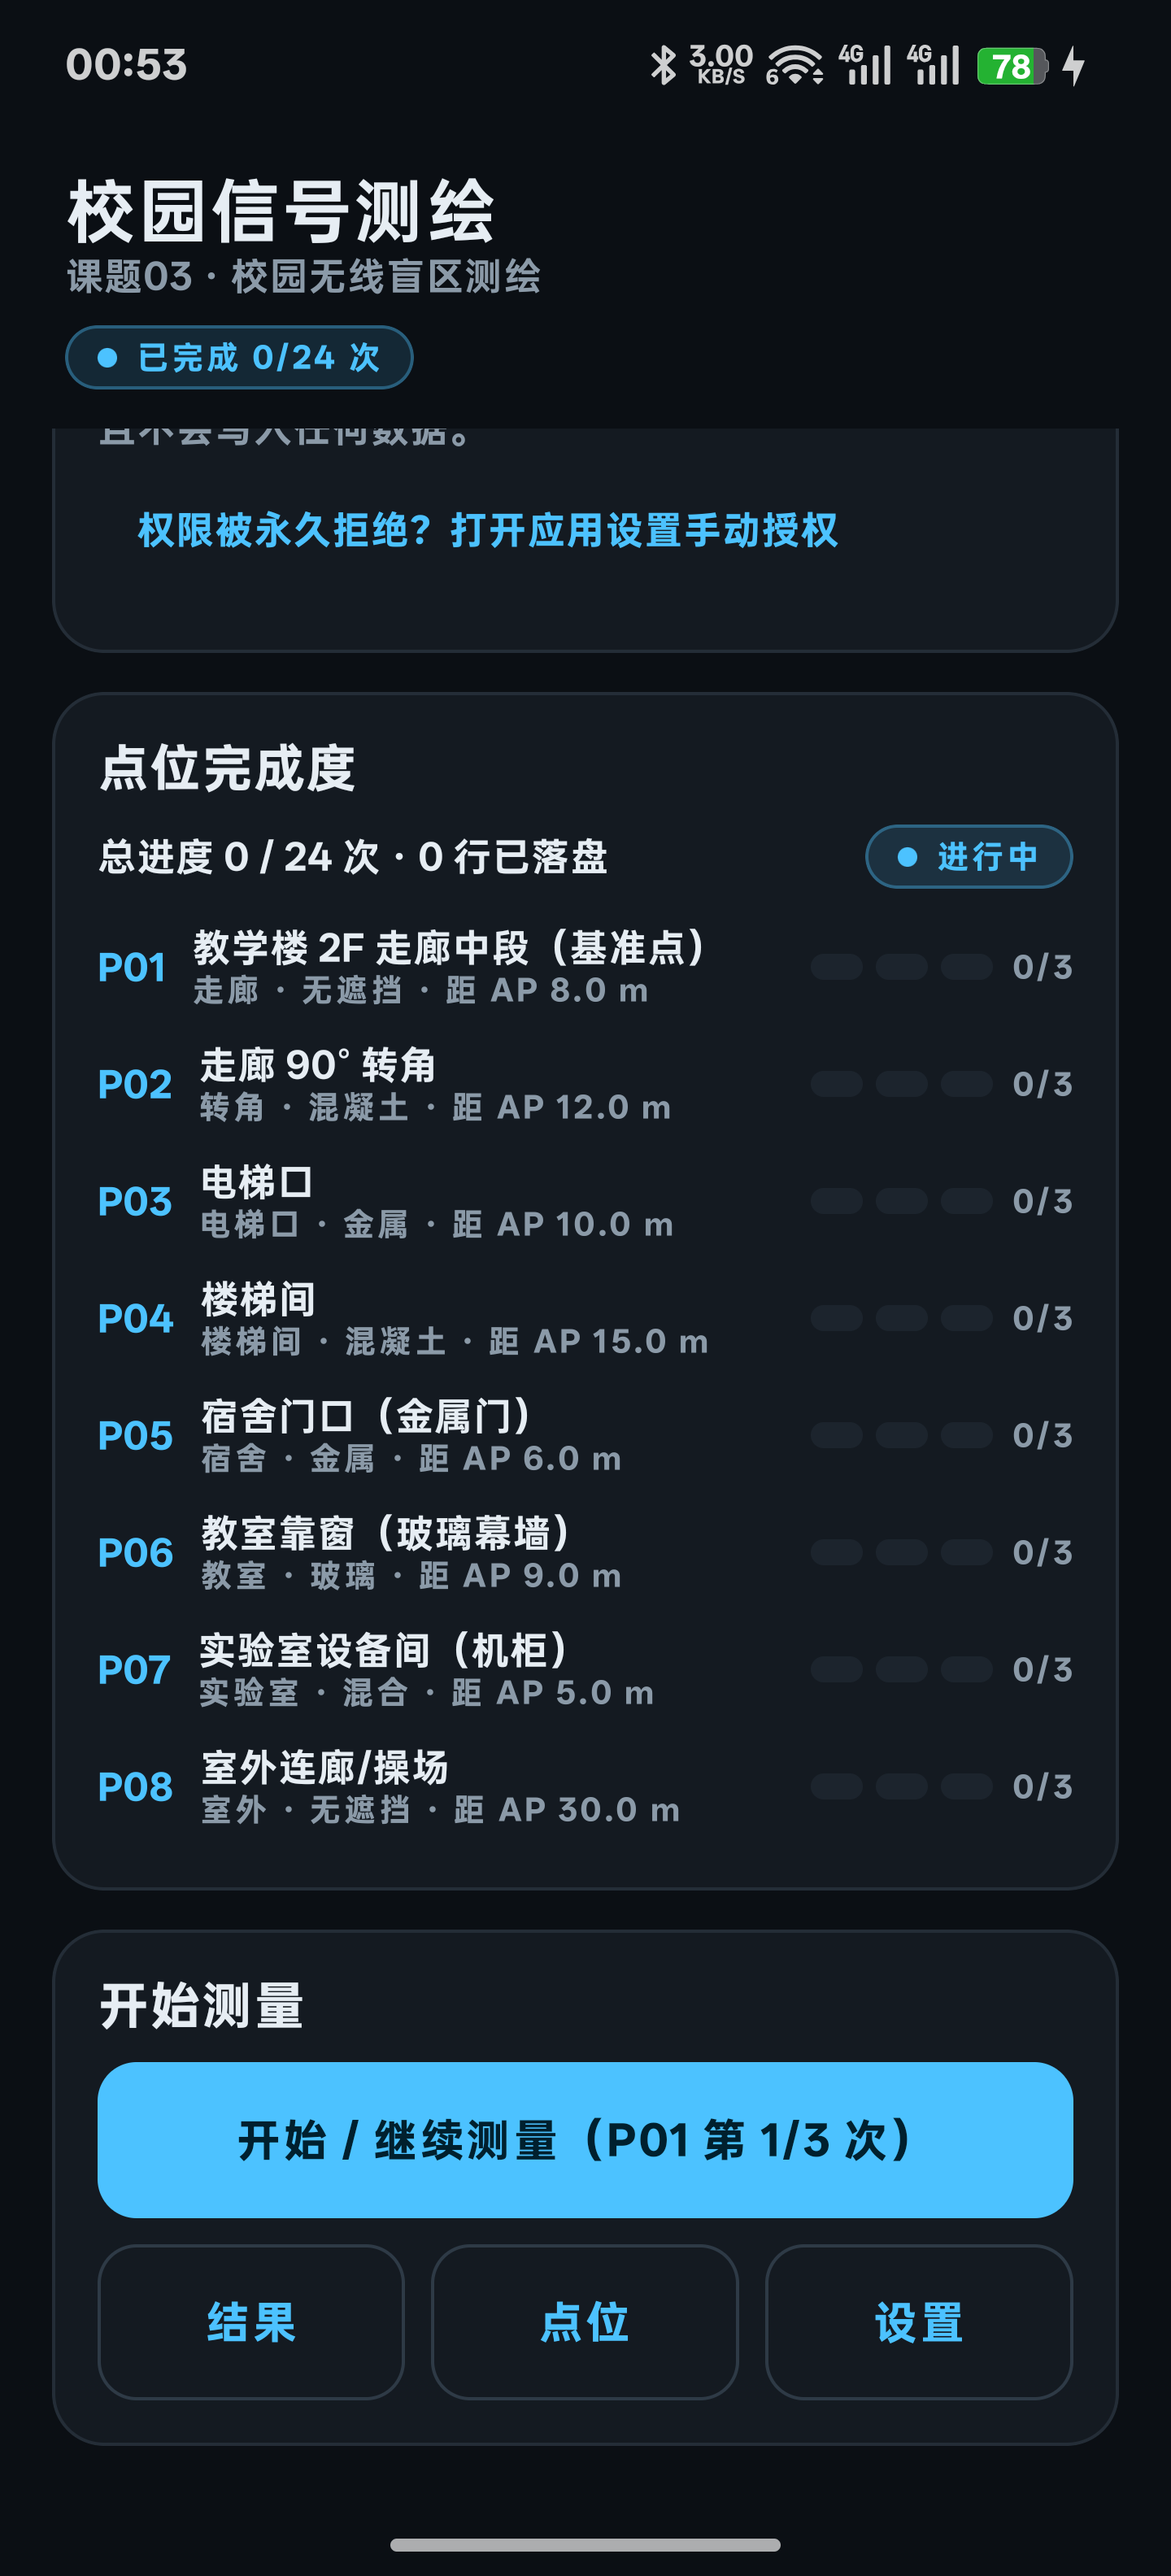 00:53
3.00 KB/S 6 4G 4G 78
校园信号测绘
课题03 · 校园无线盲区测绘
已完成 0/24 次
且不会写入任何数据。
权限被永久拒绝？打开应用设置手动授权
点位完成度
总进度 0 / 24 次 · 0 行已落盘
进行中
P01 教学楼 2F 走廊中段（基准点） 0/3
走廊 · 无遮挡 · 距 AP 8.0 m
P02 走廊 90° 转角 0/3
转角 · 混凝土 · 距 AP 12.0 m
P03 电梯口 0/3
电梯口 · 金属 · 距 AP 10.0 m
P04 楼梯间 0/3
楼梯间 · 混凝土 · 距 AP 15.0 m
P05 宿舍门口（金属门） 0/3
宿舍 · 金属 · 距 AP 6.0 m
P06 教室靠窗（玻璃幕墙） 0/3
教室 · 玻璃 · 距 AP 9.0 m
P07 实验室设备间（机柜） 0/3
实验室 · 混合 · 距 AP 5.0 m
P08 室外连廊/操场 0/3
室外 · 无遮挡 · 距 AP 30.0 m
开始测量
开始 / 继续测量（P01 第 1/3 次）
结果
点位
设置